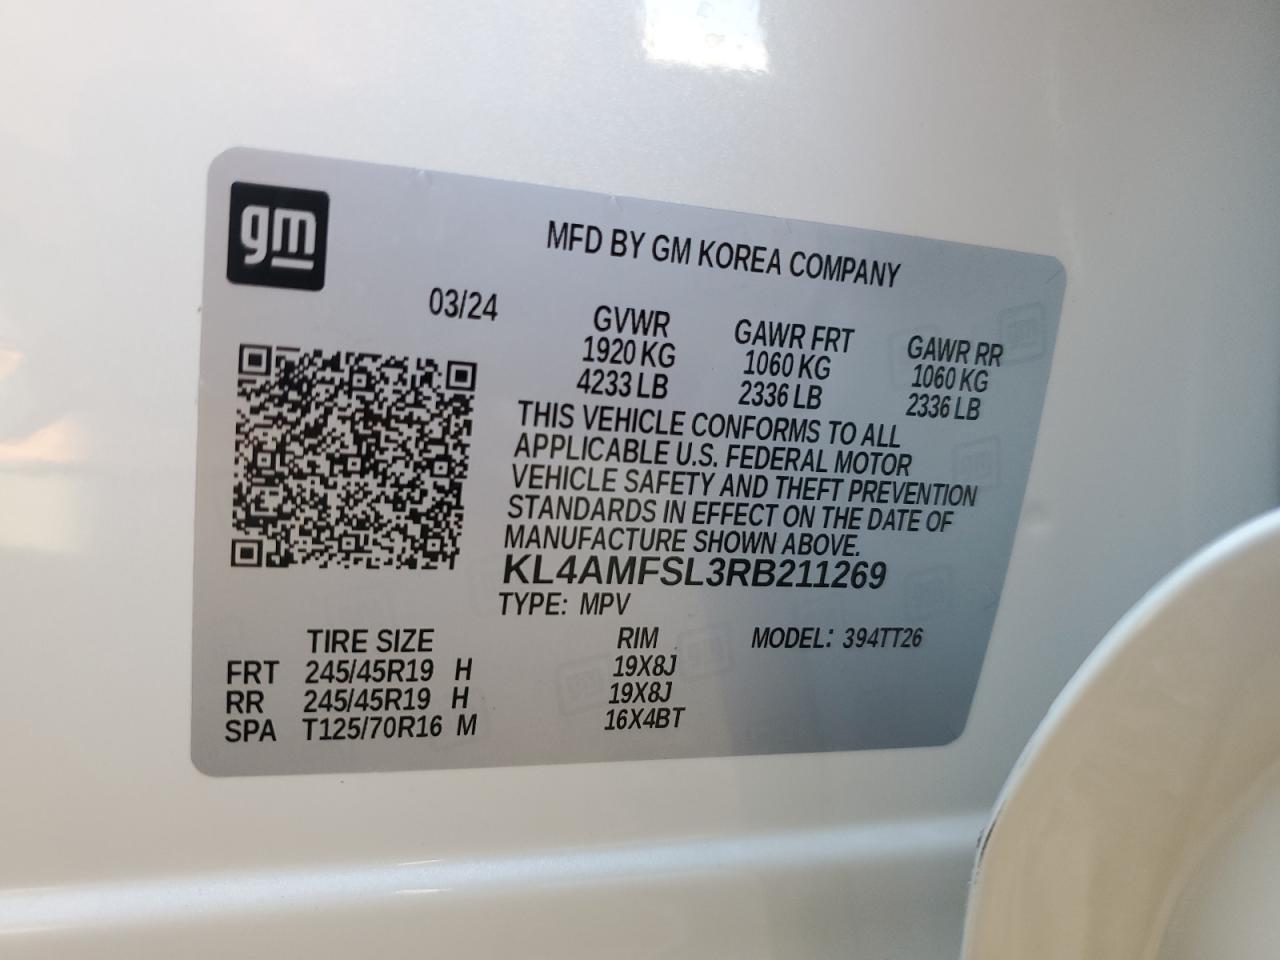 gm
MFD BY GM KOREA COMPANY
03/24
GVWR GAWR FRT GAWR RR
1920 KG 1060 KG 1060 KG
4233 LB 2336 LB 2336 LB
THIS VEHICLE CONFORMS TO ALL
APPLICABLE U.S. FEDERAL MOTOR
VEHICLE SAFETY AND THEFT PREVENTION
STANDARDS IN EFFECT ON THE DATE OF
MANUFACTURE SHOWN ABOVE.
KL4AMFSL3RB211269
TYPE: MPV
TIRE SIZE RIM MODEL: 394TT26
FRT 245/45R19 H 19X8J
RR 245/45R19 H 19X8J
SPA T125/70R16 M 16X4BT